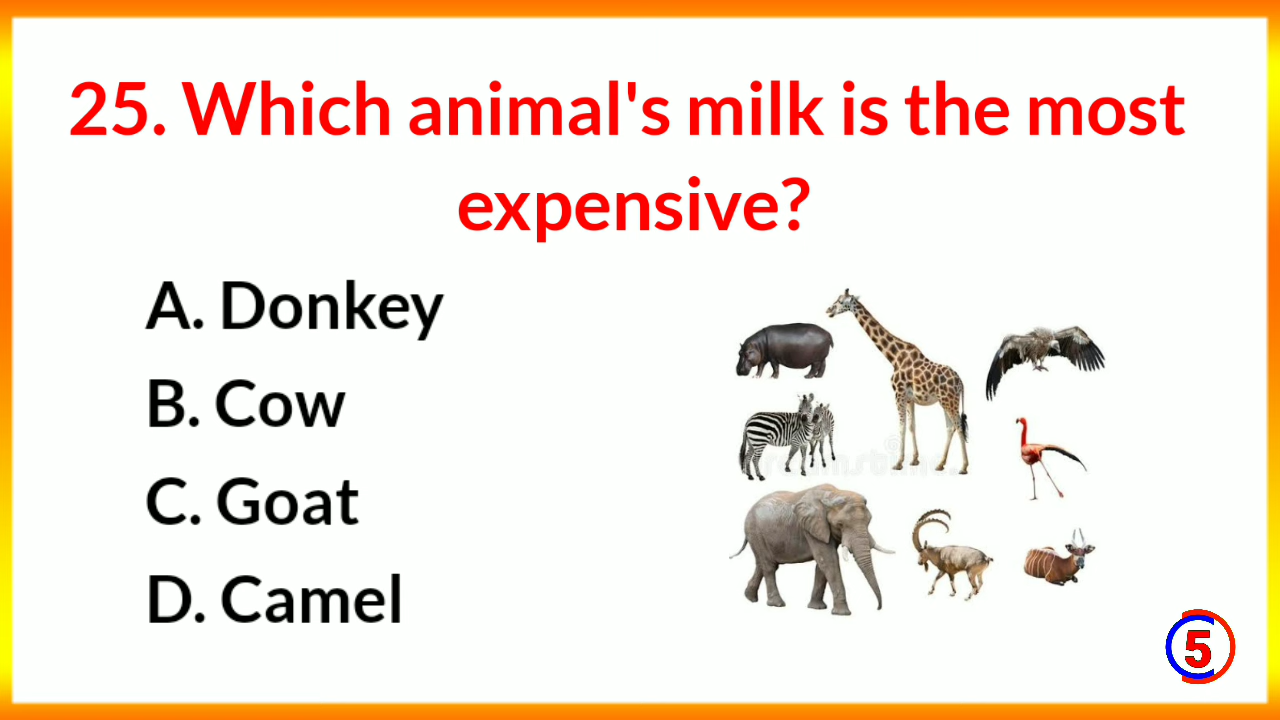 25. Which animal's milk is the most
expensive?
A. Donkey
B. Cow
C. Goat
D. Camel
5